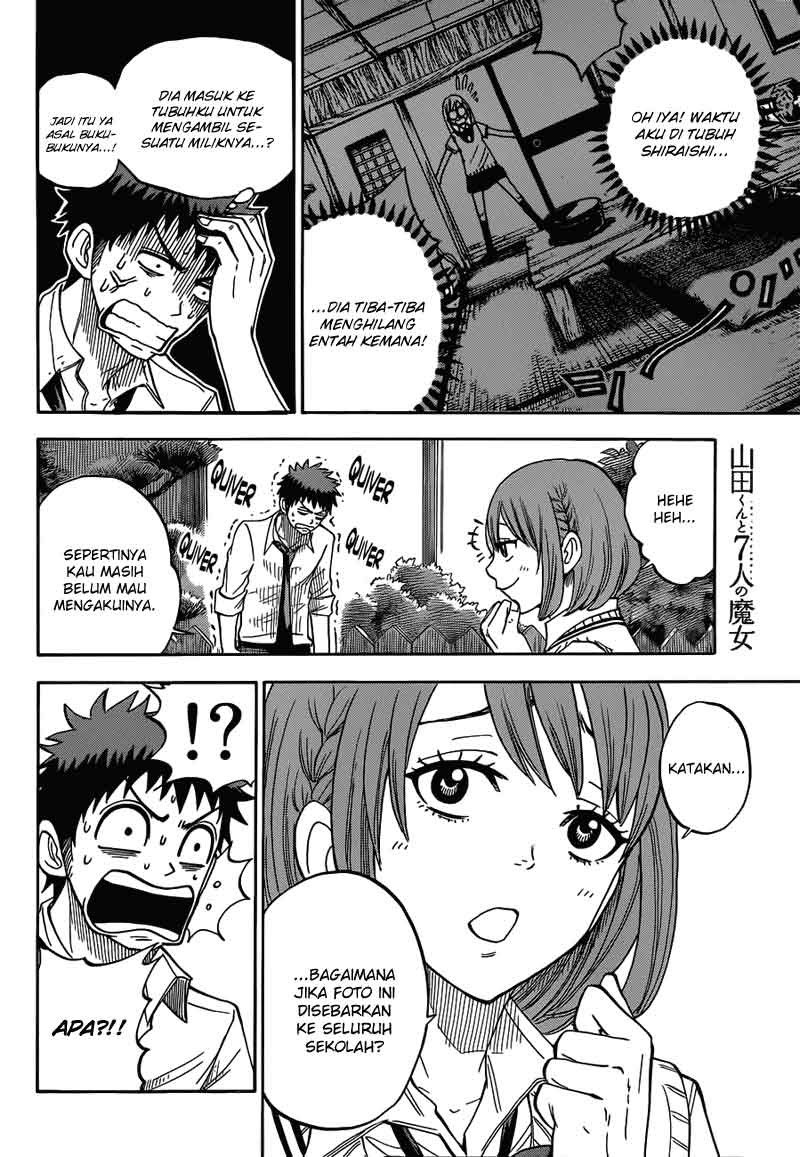 OH IYA! WAKTU
AKU DI TUBUH
SHIRAISHI...
...DIA TIBA-TIBA
MENGHILANG
ENTAH KEMANA!
DIA MASUK KE
TUBUHKU UNTUK
MENGAMBIL SE-
SUATU MILIKNYA...?
JADI ITU YA
ASAL BUKU-
BUKUNYA...!
山田くんと7人の魔女
HEHE
HEH...
QUIVER
QUIVER
QUIVER
QUIVER
SEPERTINYA
KAU MASIH
BELUM MAU
MENGAKUINYA.
KATAKAN...
...BAGAIMANA
JIKA FOTO INI
DISEBARKAN
KE SELURUH
SEKOLAH?
!?
APA?!!